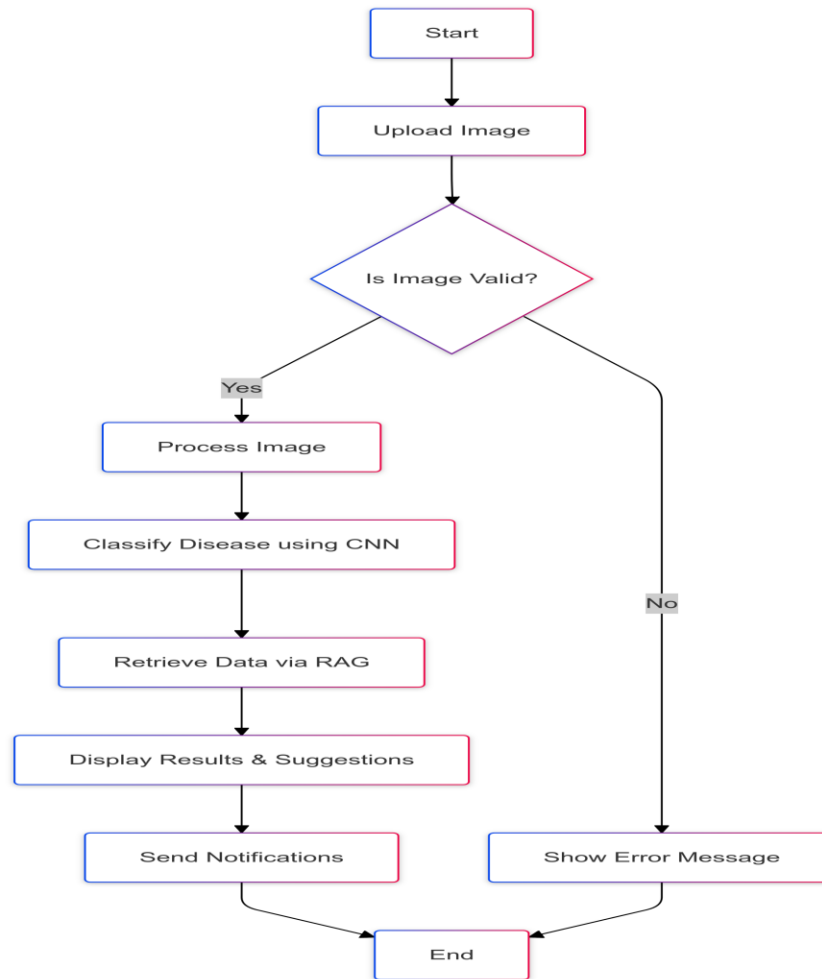 Start
Upload Image
Is Image Valid?
Yes
Process Image
Classify Disease using CNN
No
Retrieve Data via RAG
Display Results & Suggestions
Send Notifications
Show Error Message
End